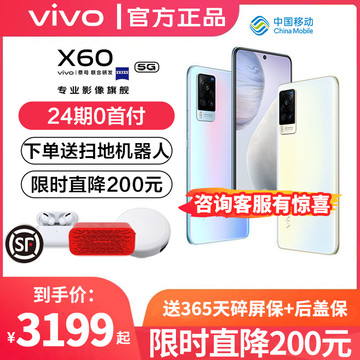 vivo | 官方正品
中国移动
China Mobile
X60
vivo | 蔡司 联合研发 ZEISS 5G
专业影像旗舰
24期0首付
下单送扫地机器人
限时直降200元
咨询客服有惊喜
SF
vivo
到手价:
¥3199起
送365天碎屏保+后盖保
限时直降200元